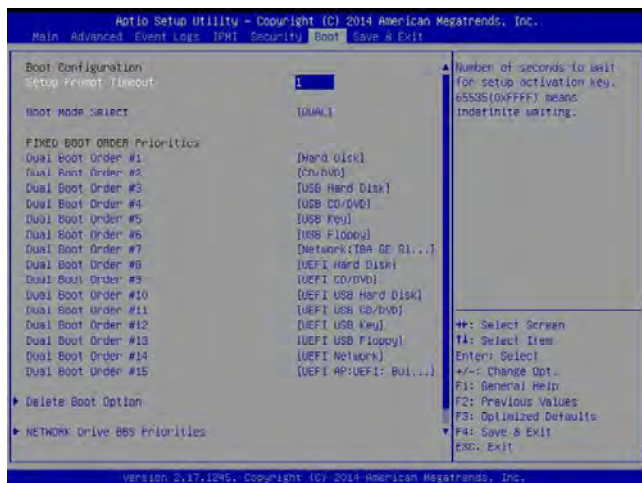 Aptio Setup Utility - Copyright (C) 2014 American Megatrends, Inc.
Main Advanced Event Logs IPMI Security Boot Save & Exit
Boot Configuration
Setup Prompt Timeout 1
Boot Mode Select [DUAL]
FIXED BOOT ORDER Priorities
Dual Boot Order #1 [Hard Disk]
Dual Boot Order #2 [CD/DVD]
Dual Boot Order #3 [USB Hard Disk]
Dual Boot Order #4 [USB CD/DVD]
Dual Boot Order #5 [USB Key]
Dual Boot Order #6 [USB Floppy]
Dual Boot Order #7 [Network:IBA GE Sl...]
Dual Boot Order #8 [UEFI Hard Disk]
Dual Boot Order #9 [UEFI CD/DVD]
Dual Boot Order #10 [UEFI USB Hard Disk]
Dual Boot Order #11 [UEFI USB CD/DVD]
Dual Boot Order #12 [UEFI USB Key]
Dual Boot Order #13 [UEFI USB Floppy]
Dual Boot Order #14 [UEFI Network]
Dual Boot Order #15 [UEFI AP:UEFI: Bui...]
Delete Boot Option
NETWORK Drive BBS Priorities
Number of seconds to wait
for setup activation key.
65535(0xFFFF) means
indefinite waiting.
→←: Select Screen
↑↓: Select Item
Enter: Select
+/-: Change Opt.
F1: General Help
F2: Previous Values
F3: Optimized Defaults
F4: Save & Exit
ESC: Exit
Version 2.17.1245. Copyright (C) 2014 American Megatrends, Inc.